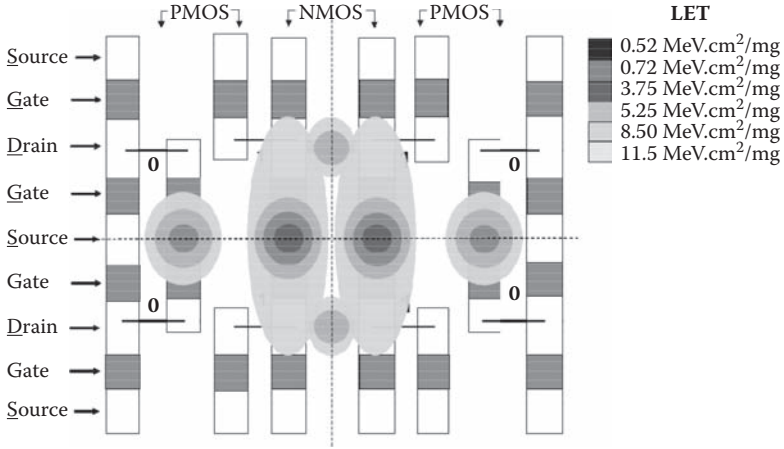 PMOS NMOS PMOS
LET
0.52 MeV.cm²/mg
0.72 MeV.cm²/mg
3.75 MeV.cm²/mg
5.25 MeV.cm²/mg
8.50 MeV.cm²/mg
11.5 MeV.cm²/mg
Source
Gate
Drain
0
0
Gate
Source
Gate
0
0
Drain
Gate
Source